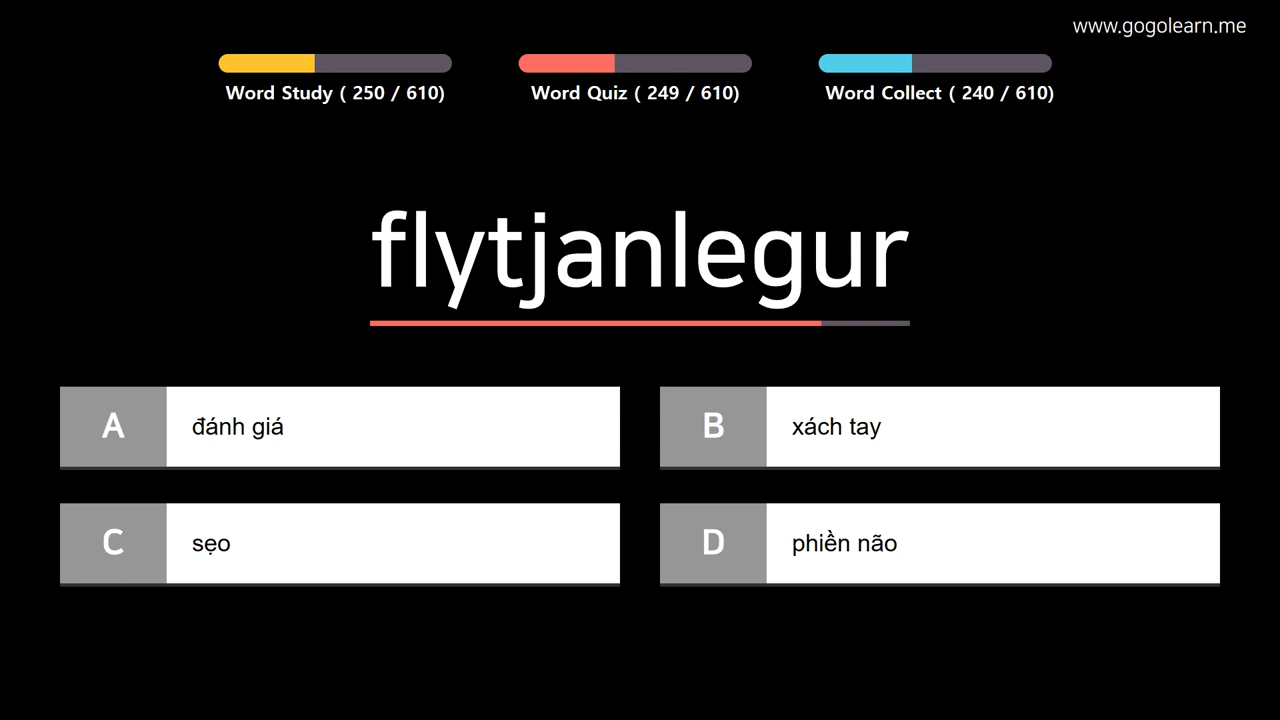 www.gogolearn.me
Word Study ( 250 / 610)
Word Quiz ( 249 / 610)
Word Collect ( 240 / 610)
flytjanlegur
A
đánh giá
B
xách tay
C
sẹo
D
phiền não